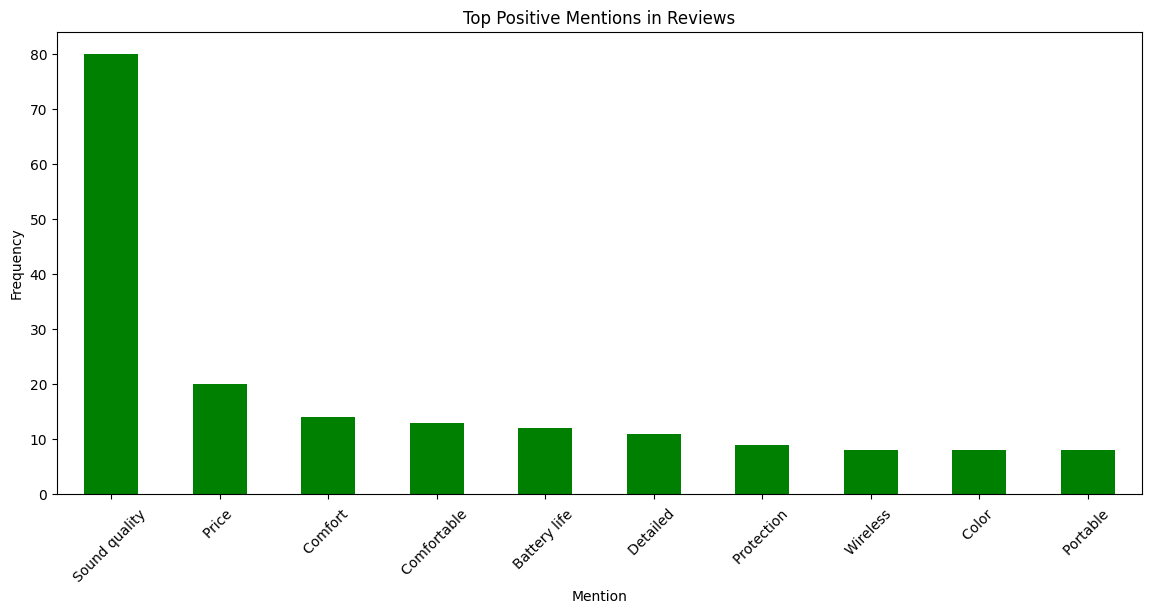 Top Positive Mentions in Reviews
Frequency
80
70
60
50
40
30
20
10
0
Sound quality
Price
Comfort
Comfortable
Battery life
Detailed
Protection
Wireless
Color
Portable
Mention